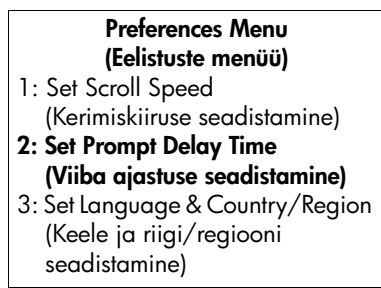 Preferences Menu
(Eelistuste menüü)
1: Set Scroll Speed
(Kerimiskiiruse seadistamine)
2: Set Prompt Delay Time
(Viiba ajastuse seadistamine)
3: Set Language & Country/Region
(Keele ja riigi/regiooni
seadistamine)